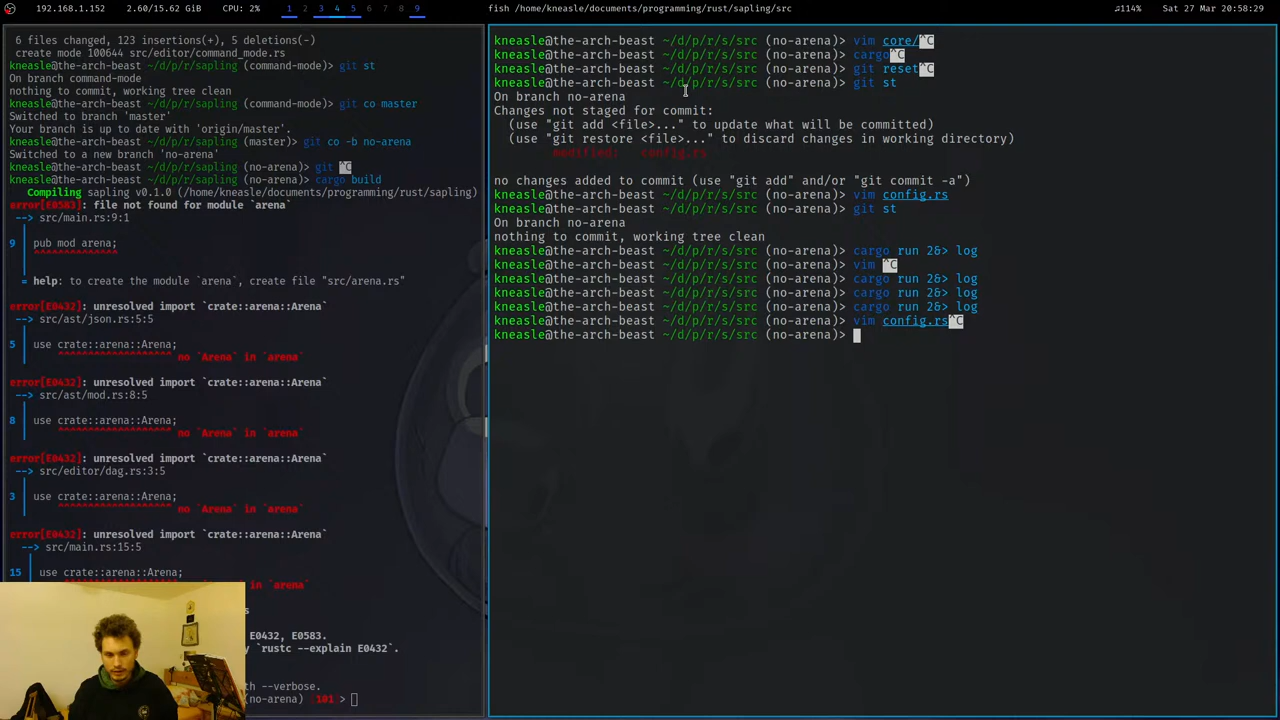 192.168.1.152 2.60/15.62 GiB CPU: 2% 1 2 3 4 5 9 fish /home/kneasle/documents/programming/rust/sapling/src ♫114% Sat 27 Mar 20:58:29
6 files changed, 123 insertions(+), 5 deletions(-)
create mode 100644 src/editor/command_mode.rs
kneasle@the-arch-beast ~/d/p/r/sapling (command-mode)> git st
On branch command-mode
nothing to commit, working tree clean
kneasle@the-arch-beast ~/d/p/r/sapling (command-mode)> git co master
Switched to branch 'master'
Your branch is up to date with 'origin/master'.
kneasle@the-arch-beast ~/d/p/r/sapling (master)> git co -b no-arena
Switched to a new branch 'no-arena'
kneasle@the-arch-beast ~/d/p/r/sapling (no-arena)> git ^C
kneasle@the-arch-beast ~/d/p/r/sapling (no-arena)> cargo build
Compiling sapling v0.1.0 (/home/kneasle/documents/programming/rust/sapling)
error[E0583]: file not found for module `arena`
--> src/main.rs:9:1
9 | pub mod arena;
| ^^^^^^^^^^^^^^
= help: to create the module `arena`, create file "src/arena.rs"
error[E0432]: unresolved import `crate::arena::Arena`
--> src/ast/json.rs:5:5
5 | use crate::arena::Arena;
| ^^^^^^^^^^^^^^^^^^^ no `Arena` in `arena`
error[E0432]: unresolved import `crate::arena::Arena`
--> src/ast/mod.rs:8:5
8 | use crate::arena::Arena;
| ^^^^^^^^^^^^^^^^^^^ no `Arena` in `arena`
error[E0432]: unresolved import `crate::arena::Arena`
--> src/editor/dag.rs:3:5
3 | use crate::arena::Arena;
| ^^^^^^^^^^^^^^^^^^^ no `Arena` in `arena`
error[E0432]: unresolved import `crate::arena::Arena`
--> src/main.rs:15:5
15 | use crate::arena::Arena;
in `arena`
E0432, E0583.
`rustc --explain E0432`.
--verbose.
(no-arena) 101 >
kneasle@the-arch-beast ~/d/p/r/s/src (no-arena)> vim core/^C
kneasle@the-arch-beast ~/d/p/r/s/src (no-arena)> cargo^C
kneasle@the-arch-beast ~/d/p/r/s/src (no-arena)> git reset^C
kneasle@the-arch-beast ~/d/p/r/s/src (no-arena)> git st
On branch no-arena
Changes not staged for commit:
(use "git add <file>..." to update what will be committed)
(use "git restore <file>..." to discard changes in working directory)
modified: config.rs
no changes added to commit (use "git add" and/or "git commit -a")
kneasle@the-arch-beast ~/d/p/r/s/src (no-arena)> vim config.rs
kneasle@the-arch-beast ~/d/p/r/s/src (no-arena)> git st
On branch no-arena
nothing to commit, working tree clean
kneasle@the-arch-beast ~/d/p/r/s/src (no-arena)> cargo run 2&> log
kneasle@the-arch-beast ~/d/p/r/s/src (no-arena)> vim ^C
kneasle@the-arch-beast ~/d/p/r/s/src (no-arena)> cargo run 2&> log
kneasle@the-arch-beast ~/d/p/r/s/src (no-arena)> cargo run 2&> log
kneasle@the-arch-beast ~/d/p/r/s/src (no-arena)> cargo run 2&> log
kneasle@the-arch-beast ~/d/p/r/s/src (no-arena)> vim config.rs^C
kneasle@the-arch-beast ~/d/p/r/s/src (no-arena)>